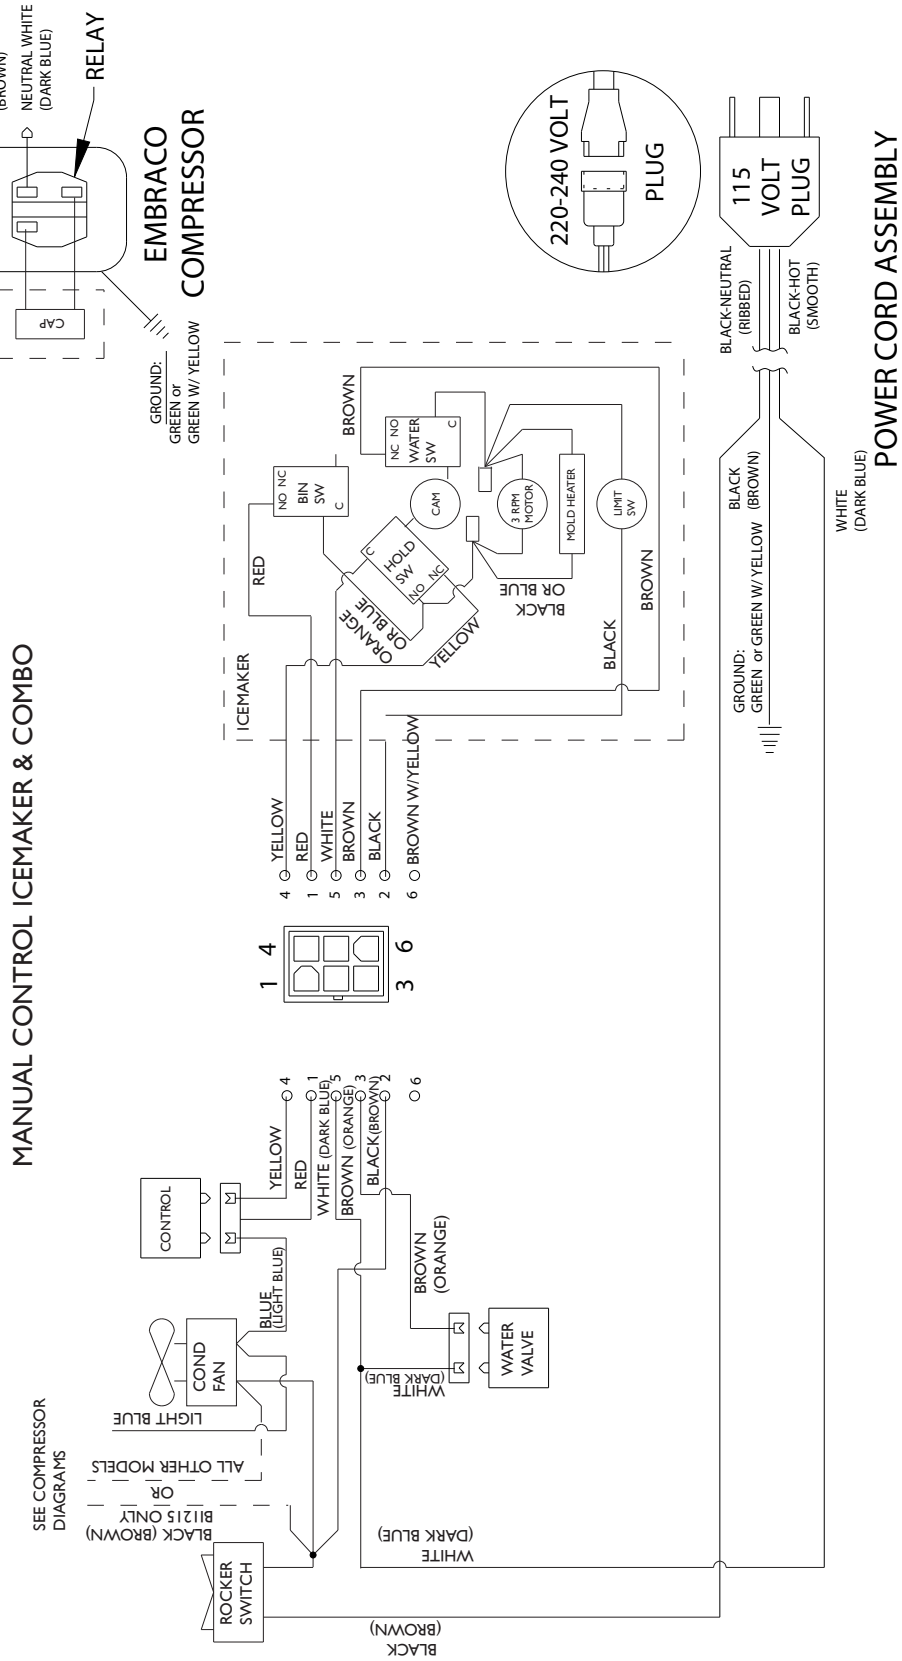 MANUAL CONTROL ICEMAKER & COMBO
(BROWN)
NEUTRAL WHITE
(DARK BLUE)
RELAY
EMBRACO
COMPRESSOR
CAP
GROUND:
GREEN or
GREEN W/ YELLOW
SEE COMPRESSOR
DIAGRAMS
BLACK (BROWN)
BI1215 ONLY
OR
ALL OTHER MODELS
LIGHT BLUE
ROCKER
SWITCH
COND
FAN
BLUE
(LIGHT BLUE)
CONTROL
YELLOW
RED
WHITE (DARK BLUE)
BROWN (ORANGE)
BLACK(BROWN)
4
1
5
3
2
6
BROWN
(ORANGE)
WHITE
(DARK BLUE)
WATER
VALVE
WHITE
(DARK BLUE)
BLACK
(BROWN)
1 4
3 6
4
1
5
3
2
6
YELLOW
RED
WHITE
BROWN
BLACK
BROWN W/YELLOW
ICEMAKER
RED
NO NC
BIN
SW
C
BROWN
NC NO
WATER
SW
C
CAM
C
HOLD
SW
NO NC
ORANGE
OR BLUE
YELLOW
3 RPM
MOTOR
MOLD HEATER
LIMIT
SW
BLACK
OR BLUE
BLACK
BROWN
220-240 VOLT
PLUG
115
VOLT
PLUG
BLACK-NEUTRAL
(RIBBED)
BLACK-HOT
(SMOOTH)
BLACK
(BROWN)
GROUND:
GREEN or GREEN W/ YELLOW
WHITE
(DARK BLUE)
POWER CORD ASSEMBLY